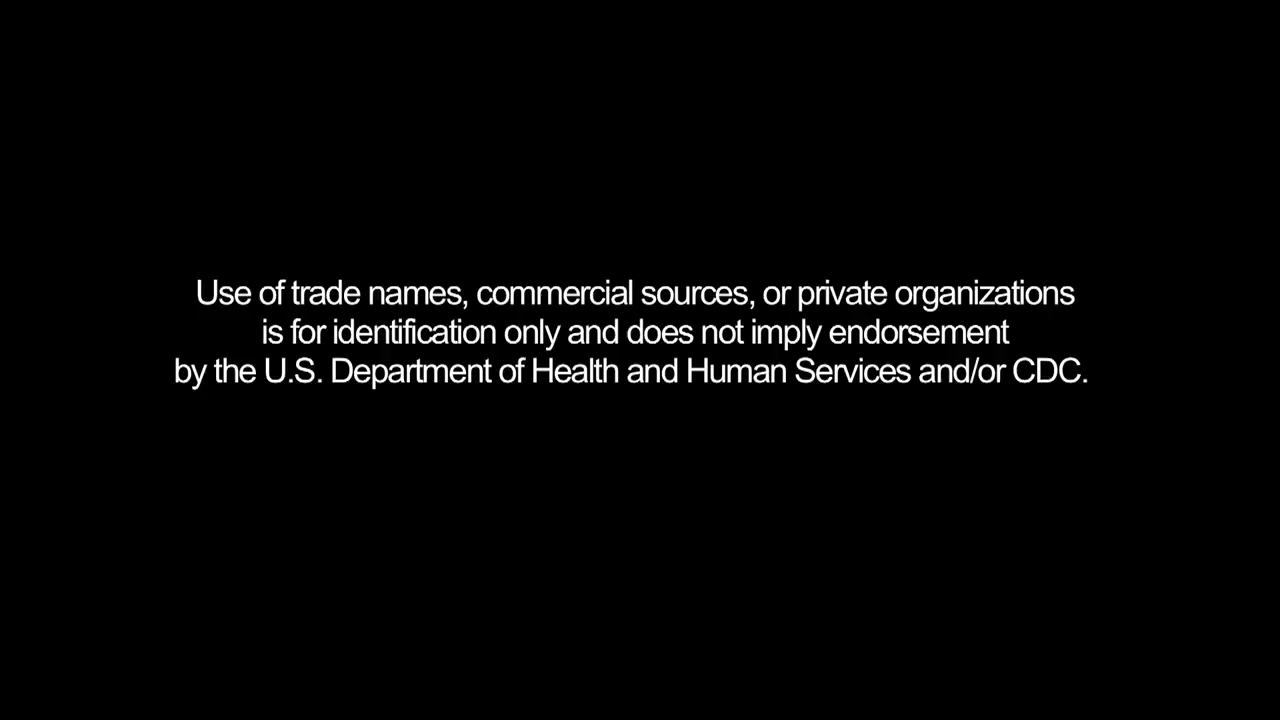 Use of trade names, commercial sources, or private organizations
is for identification only and does not imply endorsement
by the U.S. Department of Health and Human Services and/or CDC.